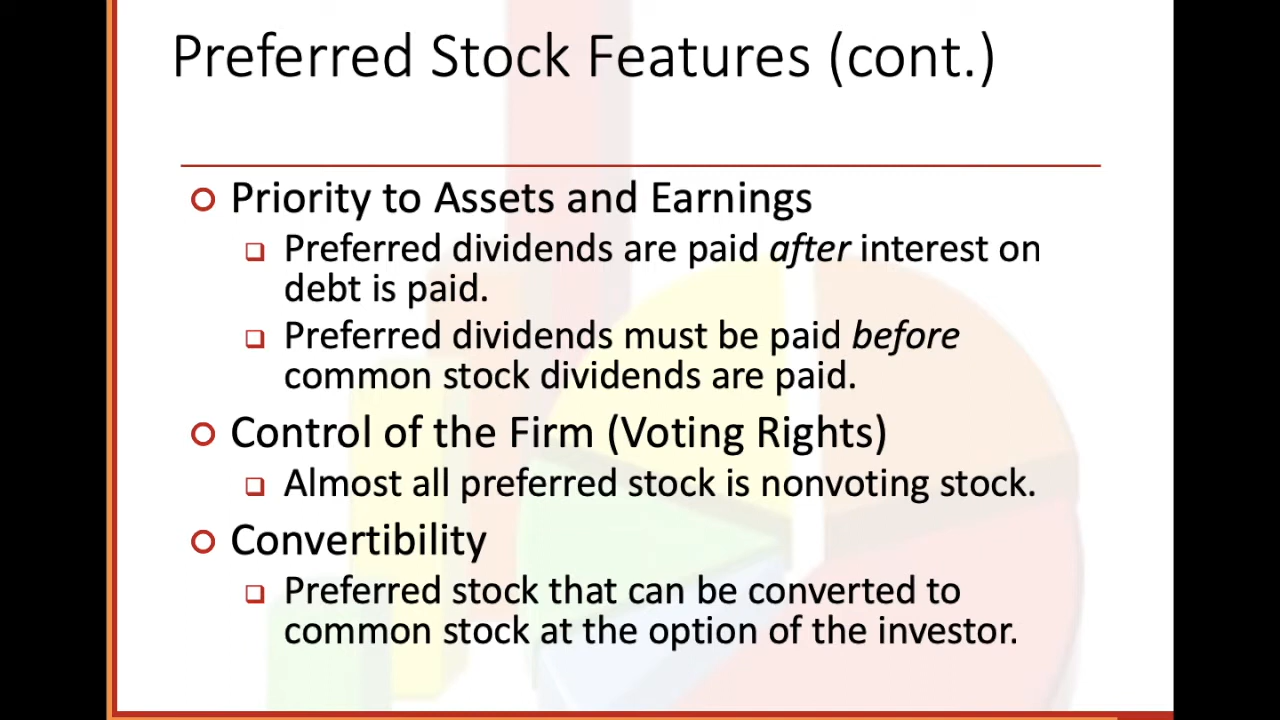 Preferred Stock Features (cont.)
Priority to Assets and Earnings
Preferred dividends are paid after interest on
debt is paid.
Preferred dividends must be paid before
common stock dividends are paid.
Control of the Firm (Voting Rights)
Almost all preferred stock is nonvoting stock.
Convertibility
Preferred stock that can be converted to
common stock at the option of the investor.